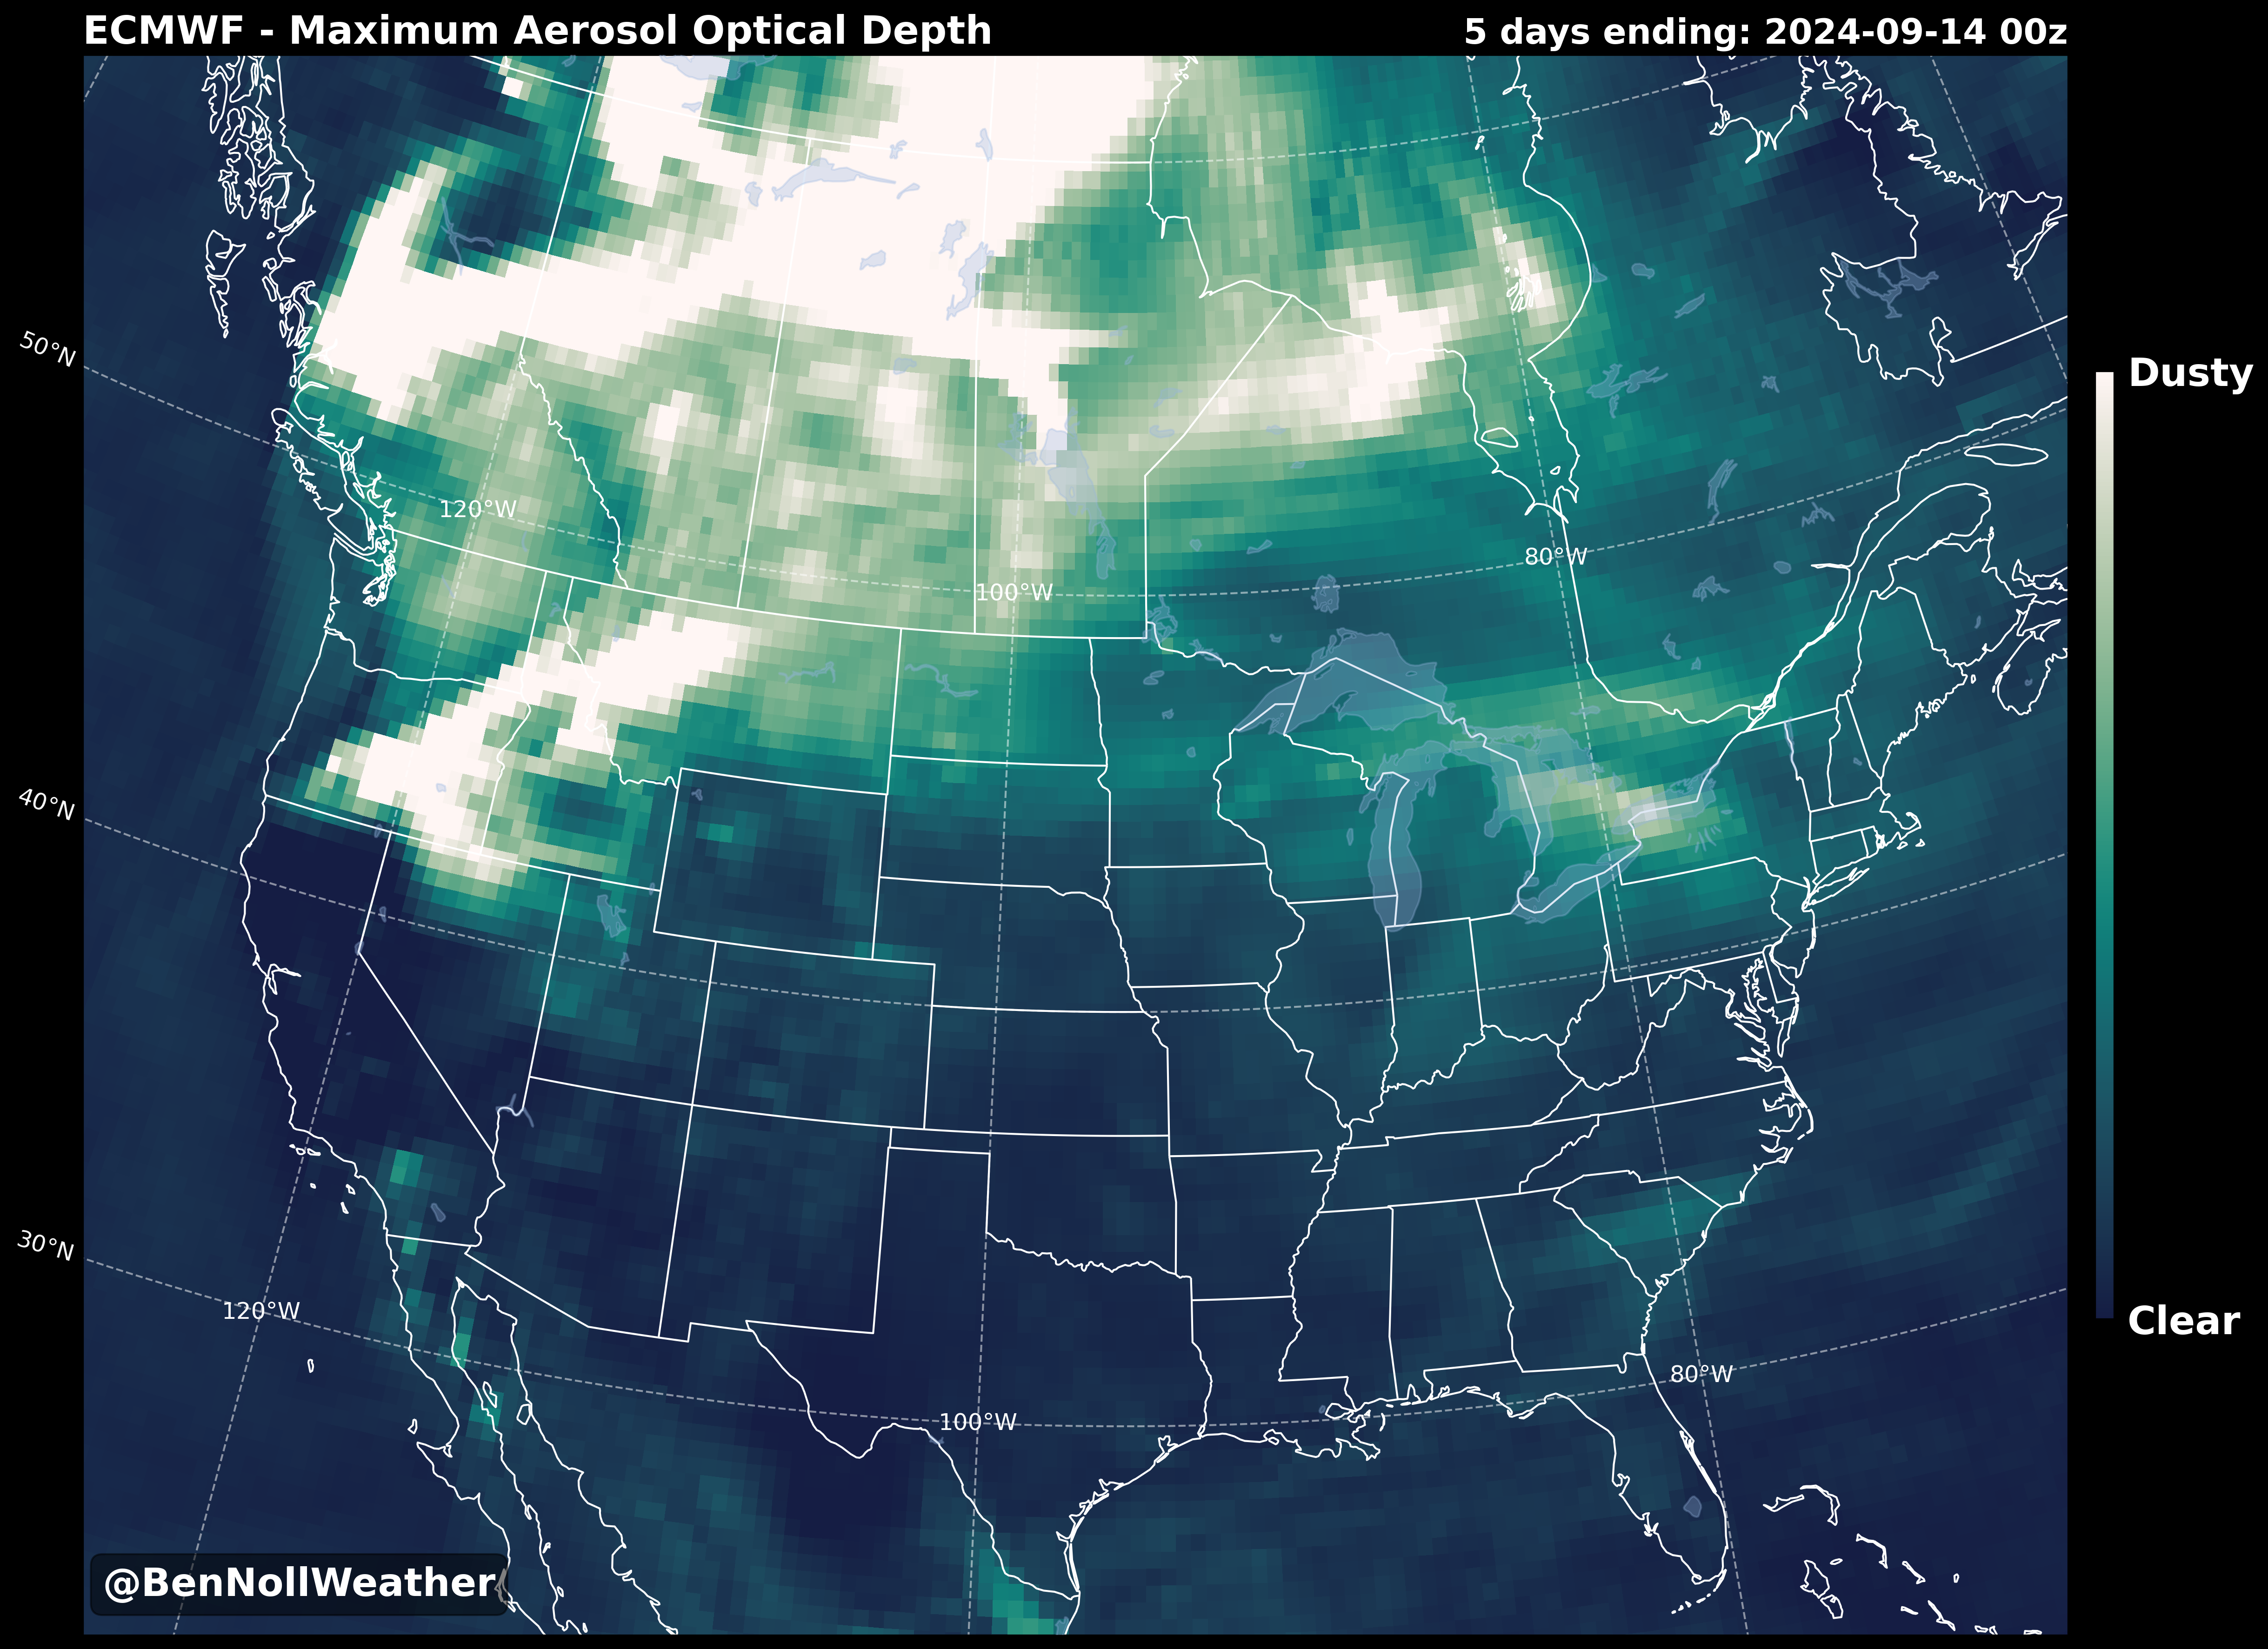 ECMWF - Maximum Aerosol Optical Depth
5 days ending: 2024-09-14 00z
50°N
Dusty
120°W
80°W
100°W
40°N
30°N
120°W
Clear
80°W
100°W
@BenNollWeather